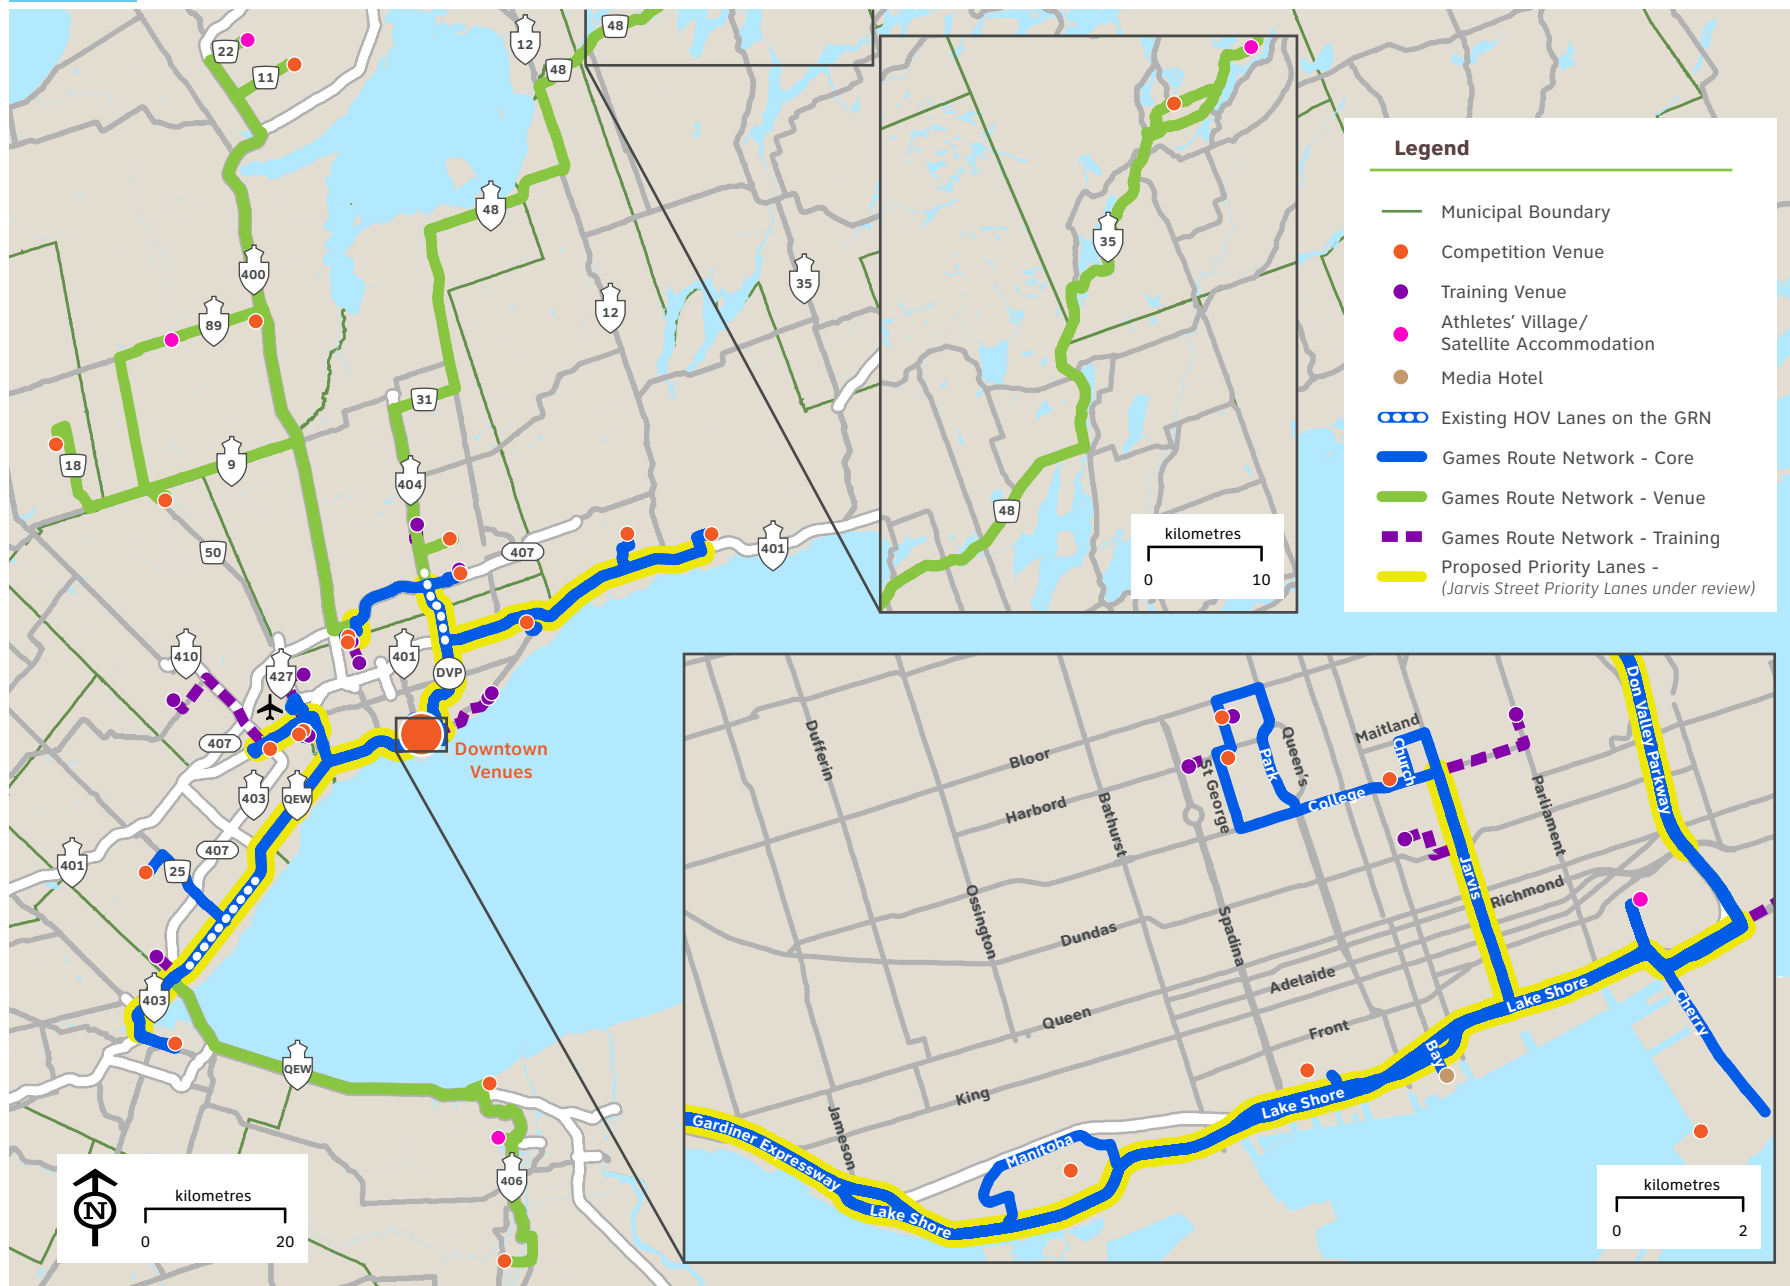 22
11
12
48
48
48
400
89
31
9
18
404
50
12
35
407
401
410
427
401
DVP
407
403
QEW
Downtown
Venues
401
407
25
403
QEW
406
N
kilometres
0 20
35
48
kilometres
0 10
Legend
Municipal Boundary
Competition Venue
Training Venue
Athletes’ Village/
Satellite Accommodation
Media Hotel
Existing HOV Lanes on the GRN
Games Route Network - Core
Games Route Network - Venue
Games Route Network - Training
Proposed Priority Lanes -
(Jarvis Street Priority Lanes under review)
Dufferin
Bloor
Harbord
Bathurst
St George
Park
Queen's
Maitland
Church
College
Parliament
Don Valley Parkway
Jarvis
Richmond
Ossington
Dundas
Spadina
Adelaide
Queen
Front
King
Jameson
Bay
Lake Shore
Cherry
Lake Shore
Manitoba
Gardiner Expressway
Lake Shore
kilometres
0 2